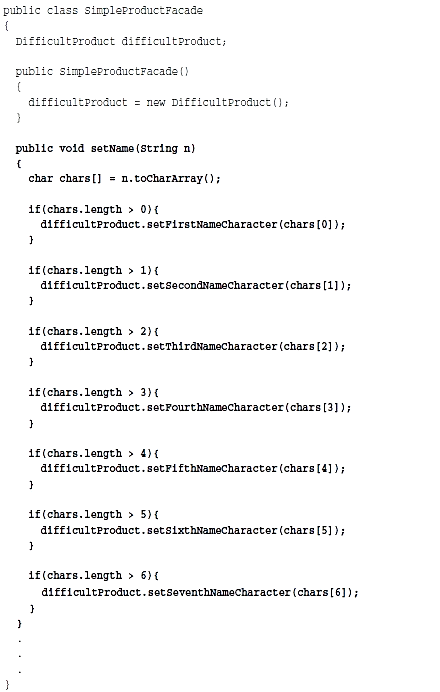 public class SimpleProductFacade
{
DifficultProduct difficultProduct;
public SimpleProductFacade()
{
difficultProduct = new DifficultProduct();
}
public void setName(String n)
{
char chars[] = n.toCharArray();
if(chars.length > 0){
difficultProduct.setFirstNameCharacter(chars[0]);
}
if(chars.length > 1){
difficultProduct.setSecondNameCharacter(chars[1]);
}
if(chars.length > 2){
difficultProduct.setThirdNameCharacter(chars[2]);
}
if(chars.length > 3){
difficultProduct.setFourthNameCharacter(chars[3]);
}
if(chars.length > 4){
difficultProduct.setFifthNameCharacter(chars[4]);
}
if(chars.length > 5){
difficultProduct.setSixthNameCharacter(chars[5]);
}
if(chars.length > 6){
difficultProduct.setSeventhNameCharacter(chars[6]);
}
}
.
.
.
}